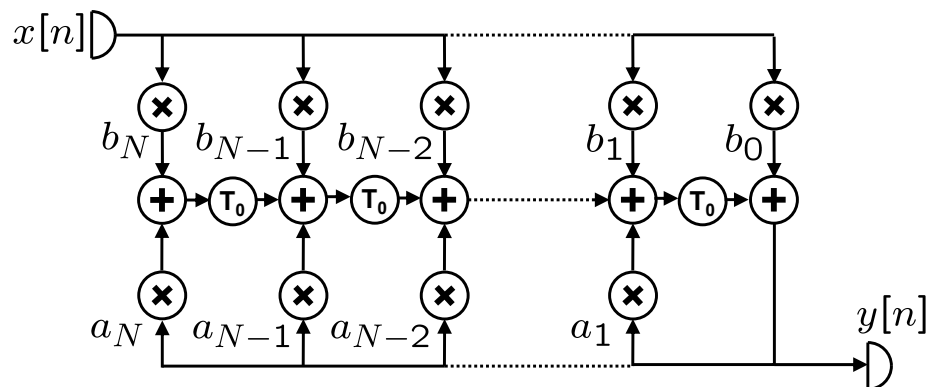 x[n]
b_N b_{N-1} b_{N-2} b_1 b_0
T_0 T_0 T_0
a_N a_{N-1} a_{N-2} a_1
y[n]